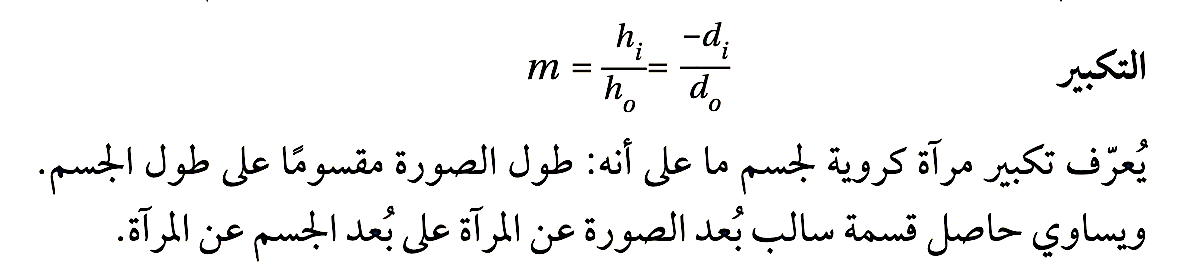 التكبير m = h_i/h_o = -d_i/d_o
يُعرّف تكبير مرآة كروية لجسم ما على أنه: طول الصورة مقسومًا على طول الجسم.
ويساوي حاصل قسمة سالب بُعد الصورة عن المرآة على بُعد الجسم عن المرآة.